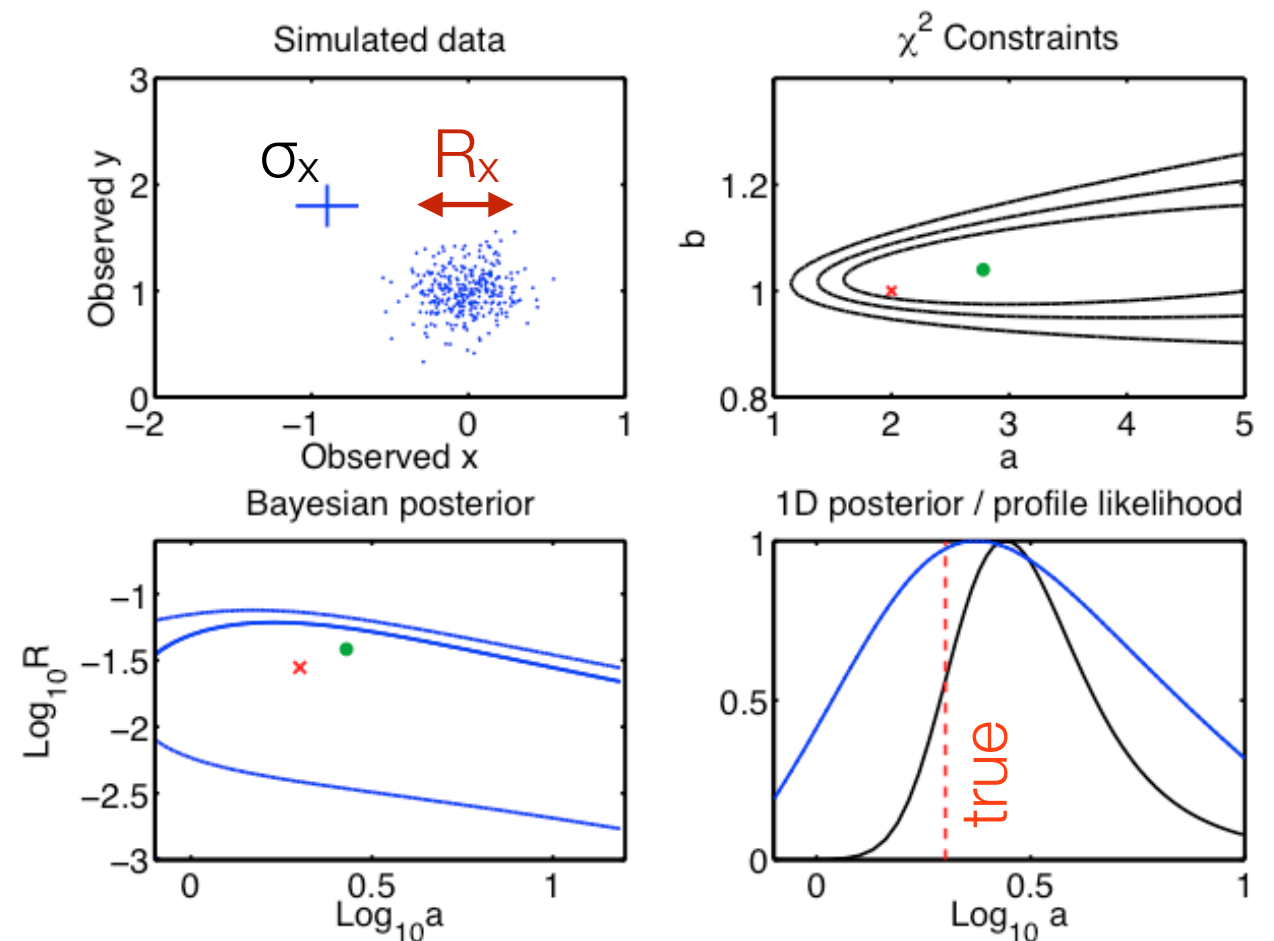 Simulated data
3
2
1
0
−2
−1
0
1
Observed y
Observed x
σx
Rx
χ2 Constraints
1.2
1
0.8
1
2
3
4
5
b
a
Bayesian posterior
−1
−1.5
−2
−2.5
−3
0
0.5
1
Log10R
Log10a
1D posterior / profile likelihood
1
0.5
0
0
0.5
1
true
Log10 a